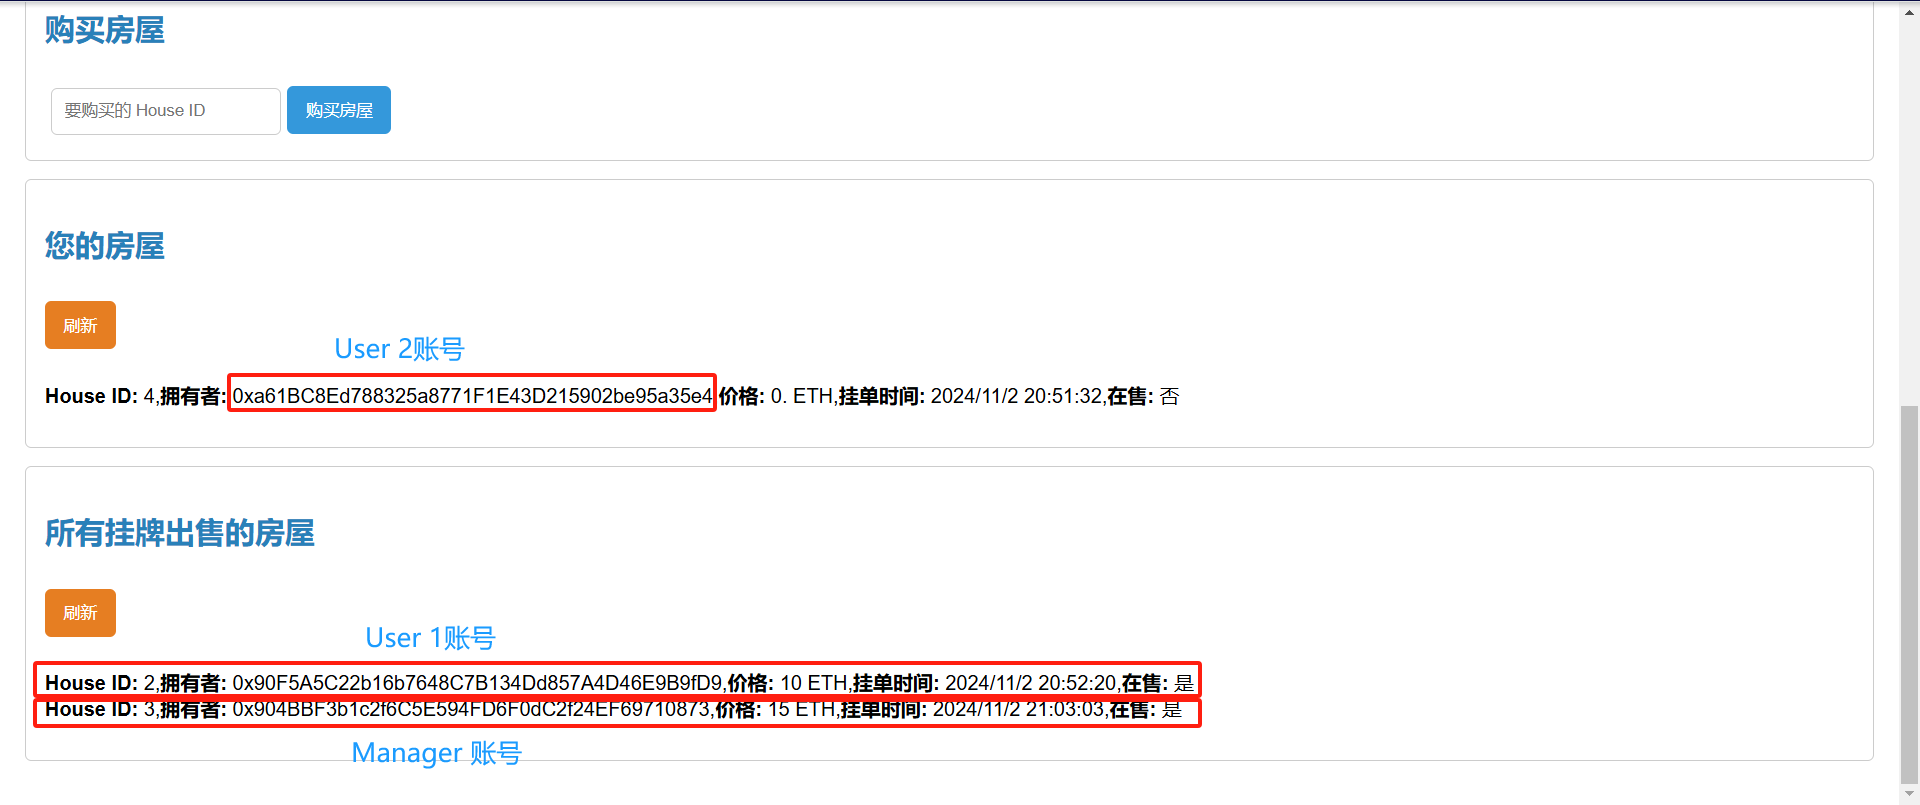 购买房屋
要购买的 House ID 购买房屋
您的房屋
刷新
User 2账号
House ID: 4,拥有者: 0xa61BC8Ed788325a8771F1E43D215902be95a35e4 价格: 0. ETH,挂单时间: 2024/11/2 20:51:32,在售: 否
所有挂牌出售的房屋
刷新
User 1账号
House ID: 2,拥有者: 0x90F5A5C22b16b7648C7B134Dd857A4D46E9B9fD9,价格: 10 ETH,挂单时间: 2024/11/2 20:52:20,在售: 是
House ID: 3,拥有者: 0x904BBF3b1c2f6C5E594FD6F0dC2f24EF69710873,价格: 15 ETH,挂单时间: 2024/11/2 21:03:03,在售: 是
Manager 账号